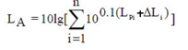 L_A = 10lg[∑_{i=1}^{n} 10^{0.1(L_{Pi}+ΔL_i)}]